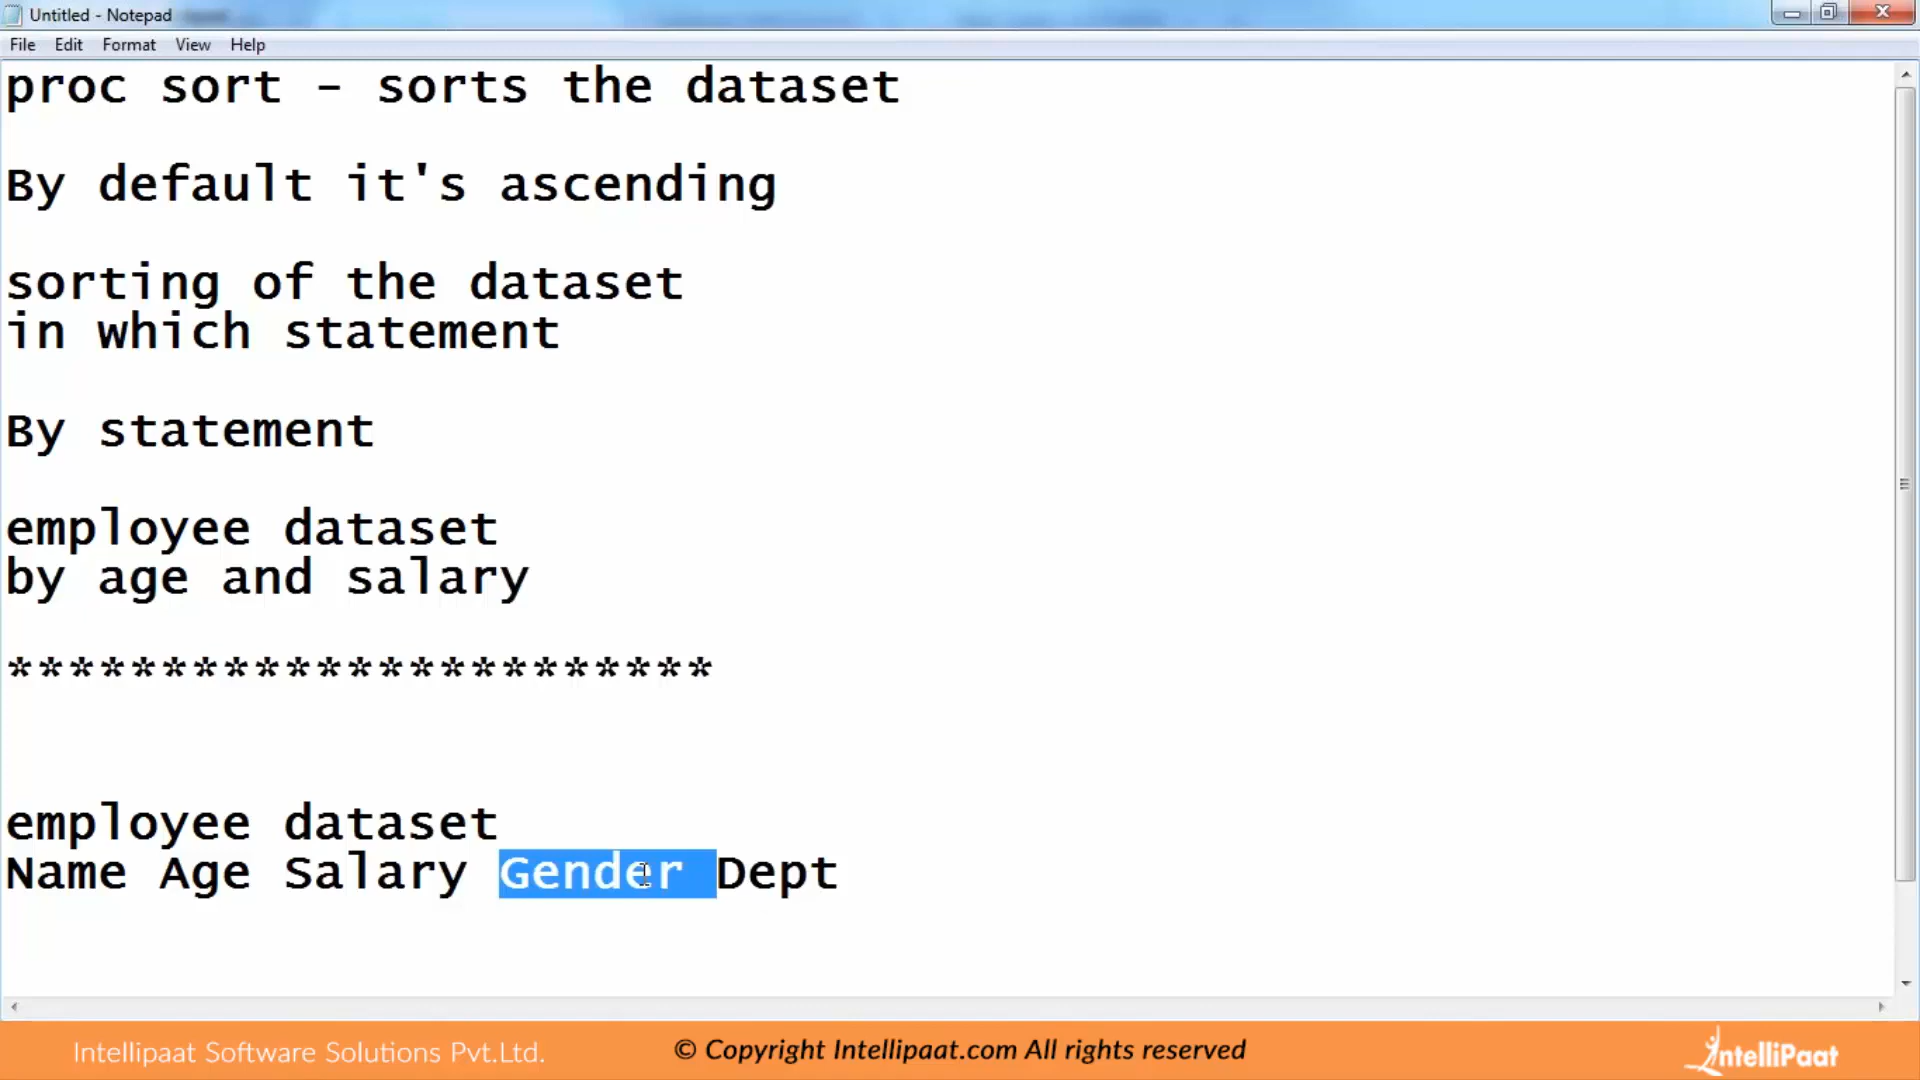 Untitled - Notepad
File Edit Format View Help
proc sort - sorts the dataset
By default it's ascending
sorting of the dataset
in which statement
By statement
employee dataset
by age and salary
***********************
employee dataset
Name Age Salary Gender Dept
Intellipaat Software Solutions Pvt.Ltd.
© Copyright Intellipaat.com All rights reserved
IntelliPaat